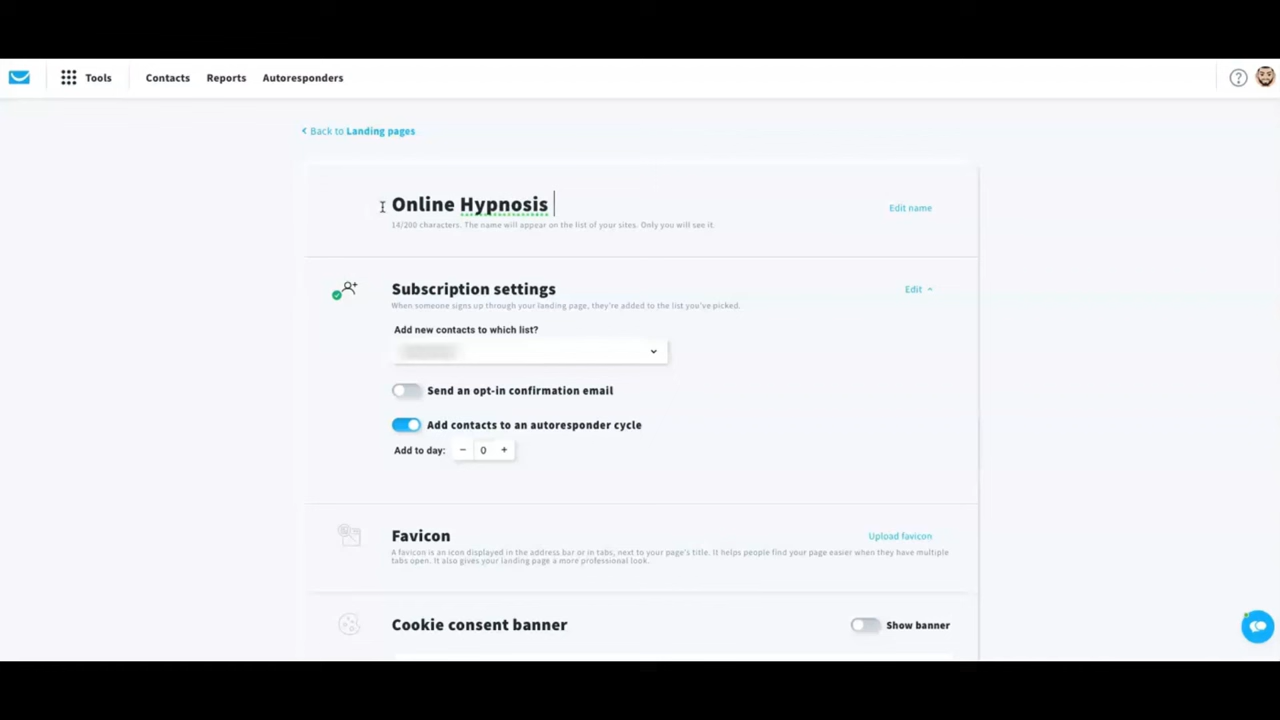 Tools Contacts Reports Autoresponders
Back to Landing pages
Online Hypnosis
Edit name
14/200 characters. The name will appear on the list of your sites. Only you will see it.
Subscription settings
Edit
When someone signs up through your landing page, they're added to the list you've picked.
Add new contacts to which list?
Send an opt-in confirmation email
Add contacts to an autoresponder cycle
Add to day: − 0 +
Favicon
Upload favicon
A favicon is an icon displayed in the address bar or in tabs, next to your page's title. It helps people find your page easier when they have multiple
tabs open. It also gives your landing page a more professional look.
Cookie consent banner
Show banner